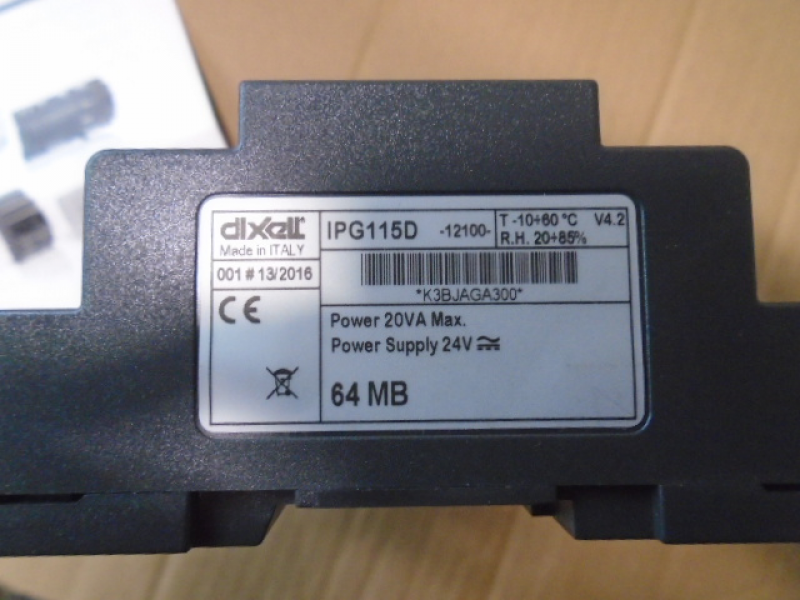 dixell
Made in ITALY
001 # 13/2016
IPG115D -12100-
T -10÷60 °C V4.2
R.H. 20÷85%
*K3BJAGA300*
CE
Power 20VA Max.
Power Supply 24V
64 MB